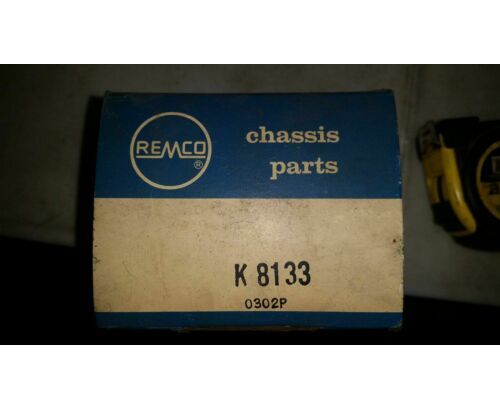 REMCO
®
chassis
parts
K 8133
0302P